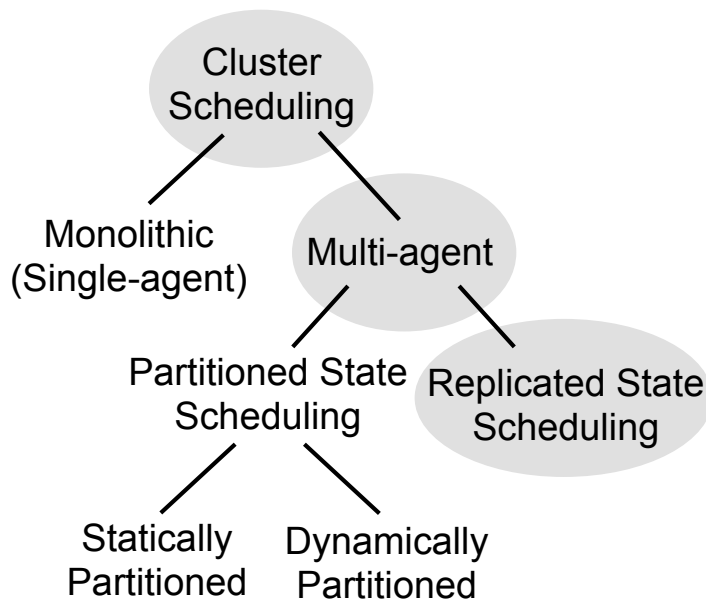 Cluster
Scheduling
Monolithic
(Single-agent)
Multi-agent
Partitioned State
Scheduling
Replicated State
Scheduling
Statically
Partitioned
Dynamically
Partitioned